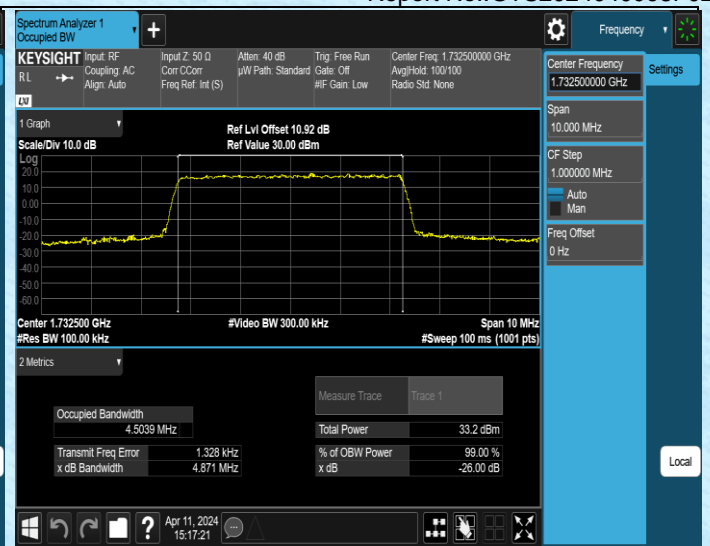 Spectrum Analyzer 1
Occupied BW
+
Frequency
KEYSIGHT
R L
LXI
Input: RF
Coupling: AC
Align: Auto
Input Z: 50 Ω
Corr CCorr
Freq Ref: Int (S)
Atten: 40 dB
µW Path: Standard
Trig: Free Run
Gate: Off
#IF Gain: Low
Center Freq: 1.732500000 GHz
Avg|Hold: 100/100
Radio Std: None
Center Frequency
1.732500000 GHz
Settings
Span
10.000 MHz
CF Step
1.000000 MHz
Auto
Man
Freq Offset
0 Hz
Local
1 Graph
Scale/Div 10.0 dB
Ref Lvl Offset 10.92 dB
Ref Value 30.00 dBm
Log
20.0
10.0
0.00
-10.0
-20.0
-30.0
-40.0
-50.0
-60.0
Center 1.732500 GHz
#Video BW 300.00 kHz
Span 10 MHz
#Res BW 100.00 kHz
#Sweep 100 ms (1001 pts)
2 Metrics
Measure Trace
Trace 1
Occupied Bandwidth
4.5039 MHz
Total Power
33.2 dBm
Transmit Freq Error
1.328 kHz
% of OBW Power
99.00 %
x dB Bandwidth
4.871 MHz
x dB
-26.00 dB
?
Apr 11, 2024
15:17:21